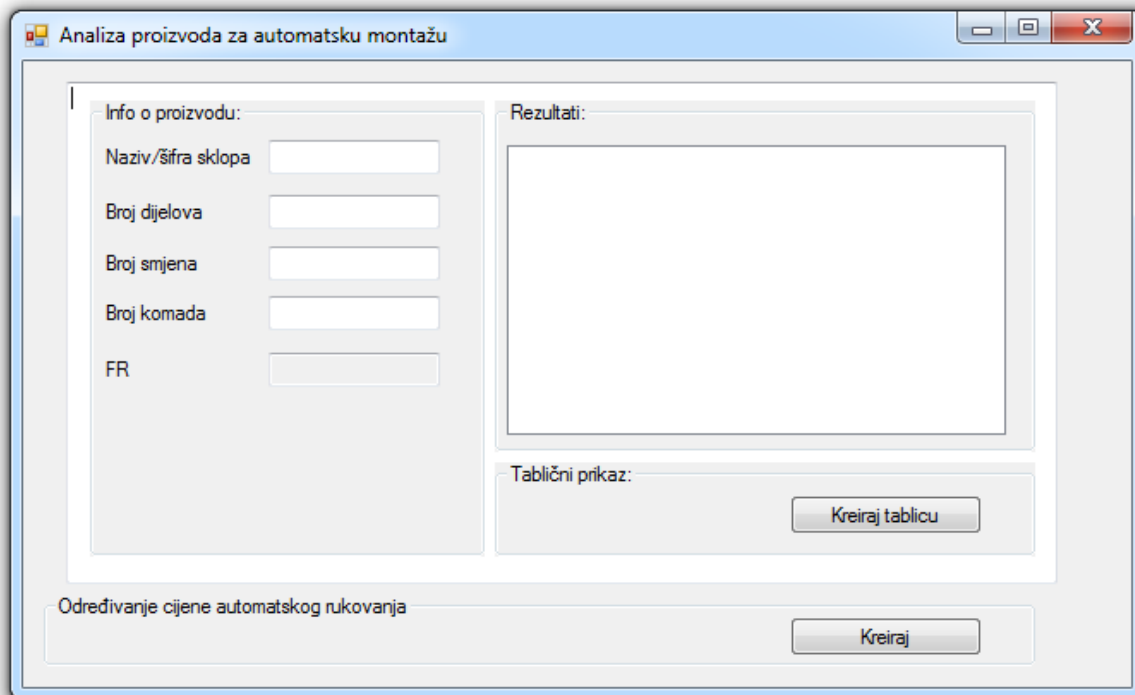 Analiza proizvoda za automatsku montažu
Info o proizvodu:
Naziv/šifra sklopa
Broj dijelova
Broj smjena
Broj komada
FR
Rezultati:
Tablični prikaz:
Kreiraj tablicu
Određivanje cijene automatskog rukovanja
Kreiraj